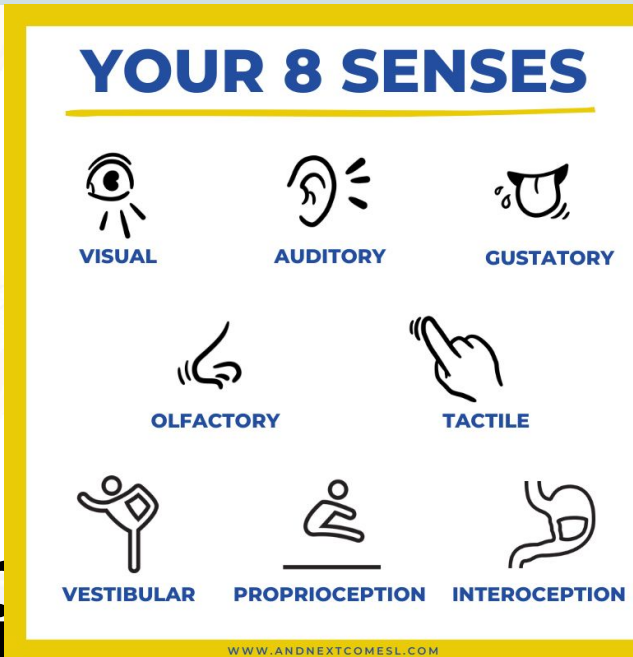 YOUR 8 SENSES
VISUAL
AUDITORY
GUSTATORY
OLFACTORY
TACTILE
VESTIBULAR
PROPRIOCEPTION
INTEROCEPTION
WWW.ANDNEXTCOMESL.COM